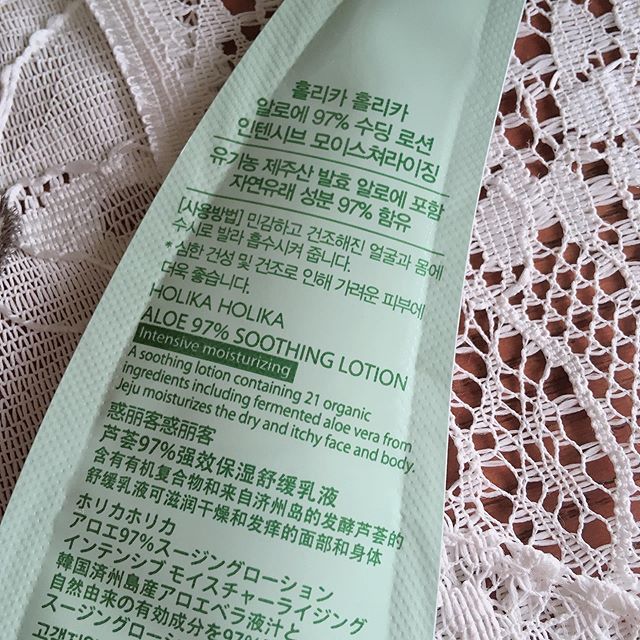 홀리카 홀리카
알로에 97% 수딩 로션
인텐시브 모이스쳐라이징
유기농 제주산 발효 알로에 포함
자연유래 성분 97% 함유
[사용방법] 민감하고 건조해진 얼굴과 몸에
수시로 발라 흡수시켜 줍니다.
* 심한 건성 및 건조로 인해 가려운 피부에
더욱 좋습니다.
HOLIKA HOLIKA
ALOE 97% SOOTHING LOTION
Intensive moisturizing
A soothing lotion containing 21 organic
ingredients including fermented aloe vera from
Jeju moisturizes the dry and itchy face and body.
惑丽客惑丽客
芦荟97%强效保湿舒缓乳液
含有有机复合物和来自济州岛的发酵芦荟的
舒缓乳液可滋润干燥和发痒的面部和身体
ホリカホリカ
アロエ97%スージングローション
インテンシブモイスチャーライジング
韓国済州島産アロエベラ液汁と
自然由来の有効成分を97%
スージングローショ
고객지원